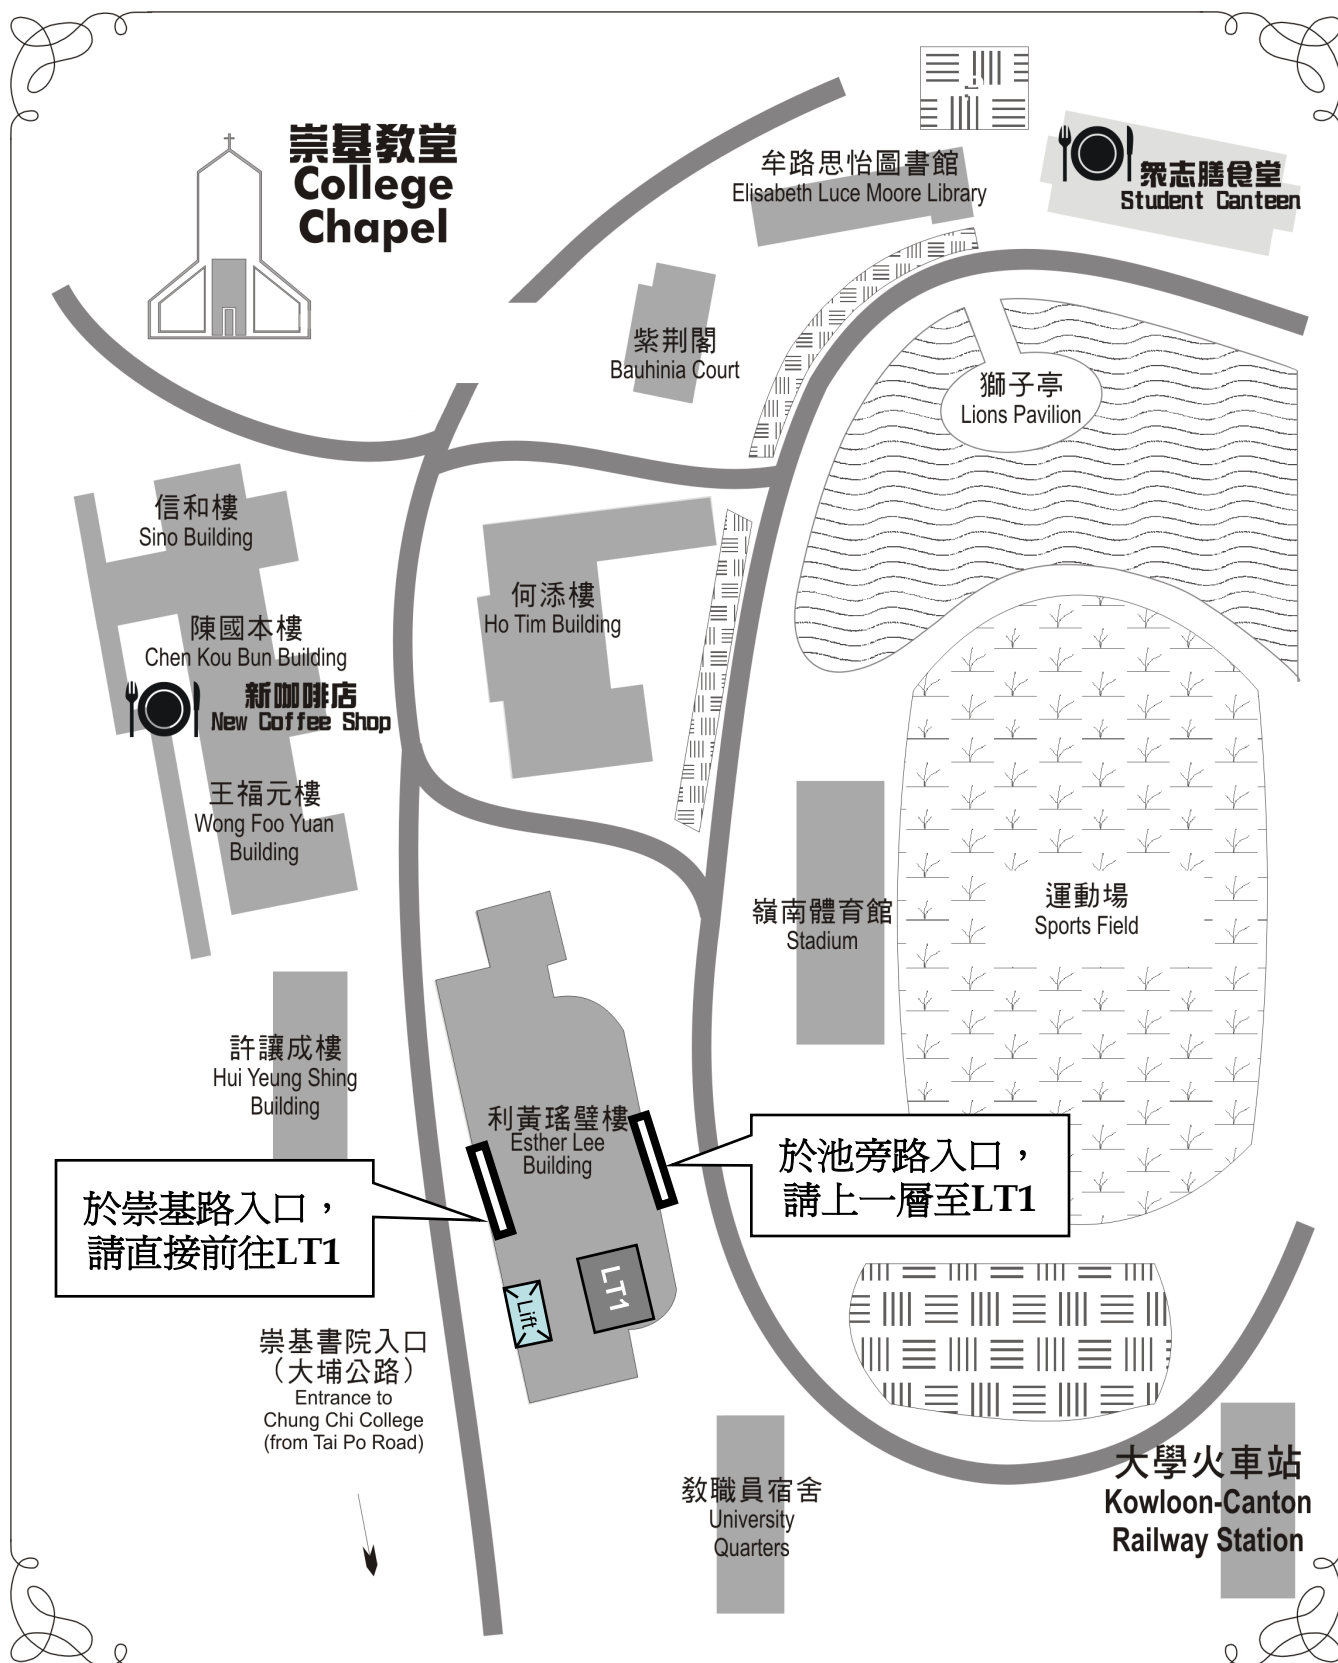 崇基教堂
College
Chapel
牟路思怡圖書館
Elisabeth Luce Moore Library
眾志膳食堂
Student Canteen
紫荆閣
Bauhinia Court
獅子亭
Lions Pavilion
信和樓
Sino Building
何添樓
Ho Tim Building
陳國本樓
Chen Kou Bun Building
新咖啡店
New Coffee Shop
王福元樓
Wong Foo Yuan
Building
運動場
Sports Field
嶺南體育館
Stadium
許讓成樓
Hui Yeung Shing
Building
利黃瑤璧樓
Esther Lee
Building
於池旁路入口，
請上一層至LT1
於崇基路入口，
請直接前往LT1
LT1
Lift
崇基書院入口
（大埔公路）
Entrance to
Chung Chi College
(from Tai Po Road)
教職員宿舍
University
Quarters
大學火車站
Kowloon-Canton
Railway Station